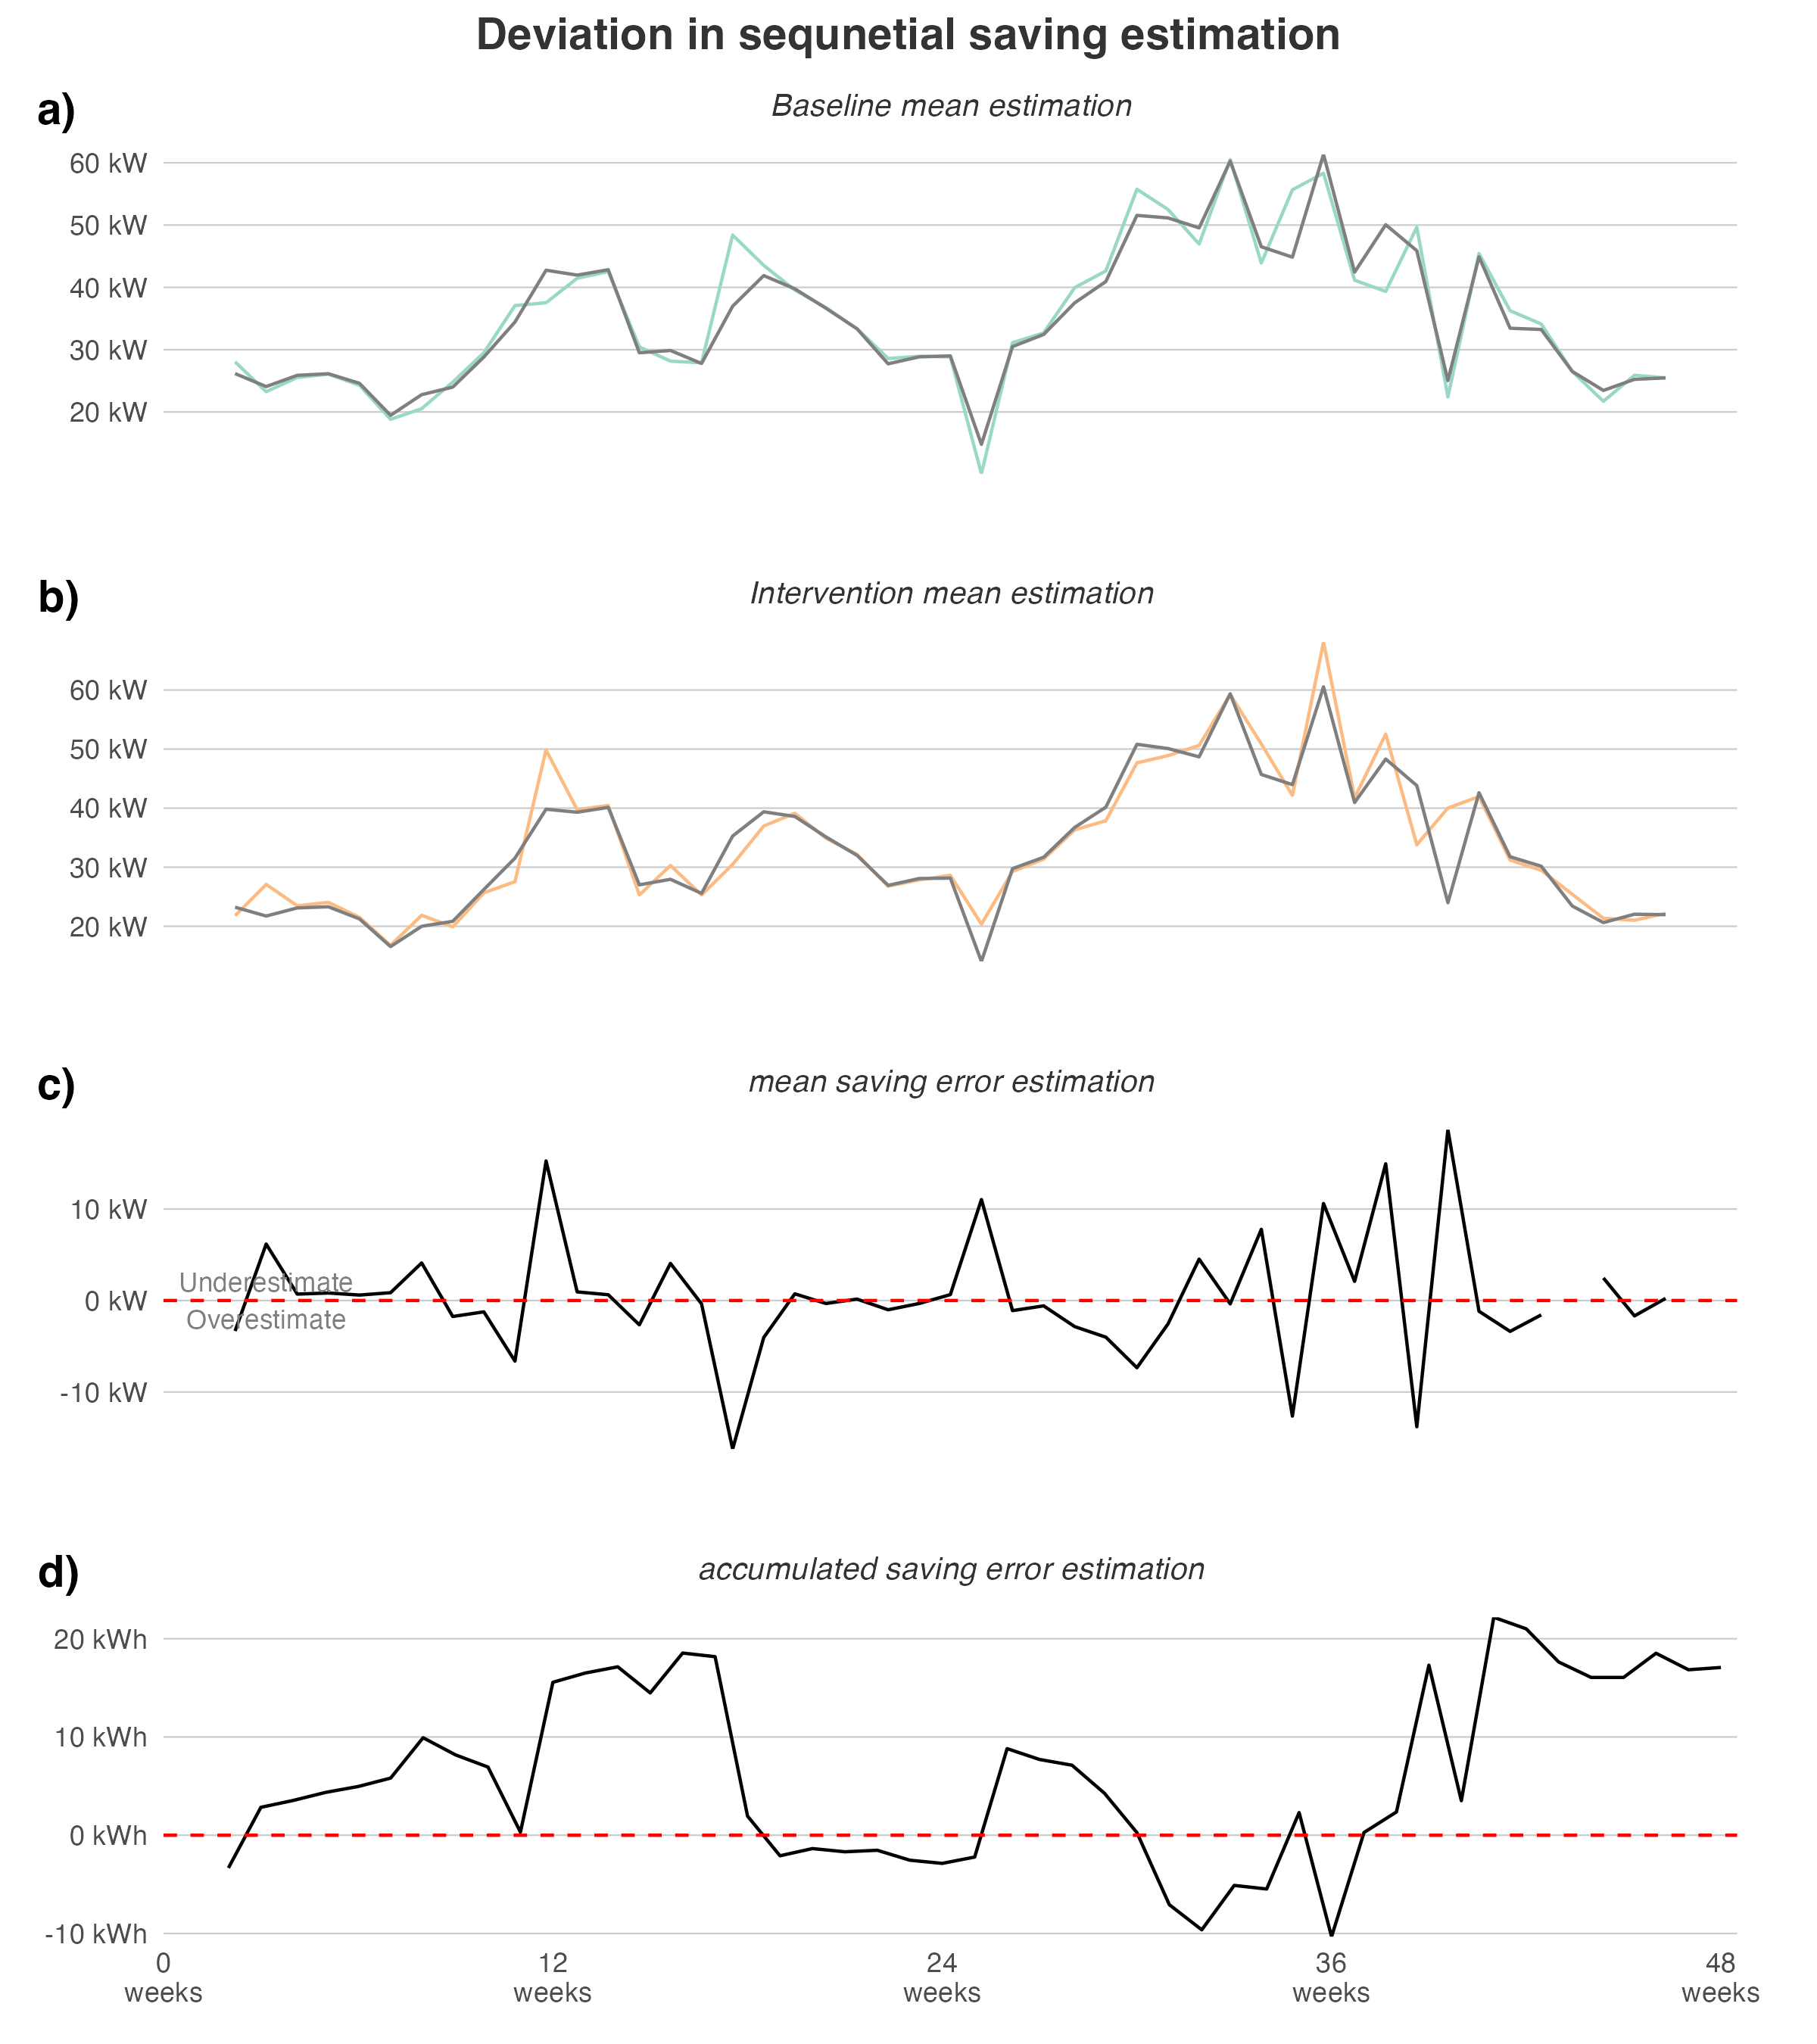 Deviation in sequnetial saving estimation
a)
Baseline mean estimation
60 kW
50 kW
40 kW
30 kW
20 kW
b)
Intervention mean estimation
60 kW
50 kW
40 kW
30 kW
20 kW
c)
mean saving error estimation
10 kW
Underestimate
0 kW
Overestimate
-10 kW
d)
accumulated saving error estimation
20 kWh
10 kWh
0 kWh
-10 kWh
0 12 24 36 48
weeks weeks weeks weeks weeks